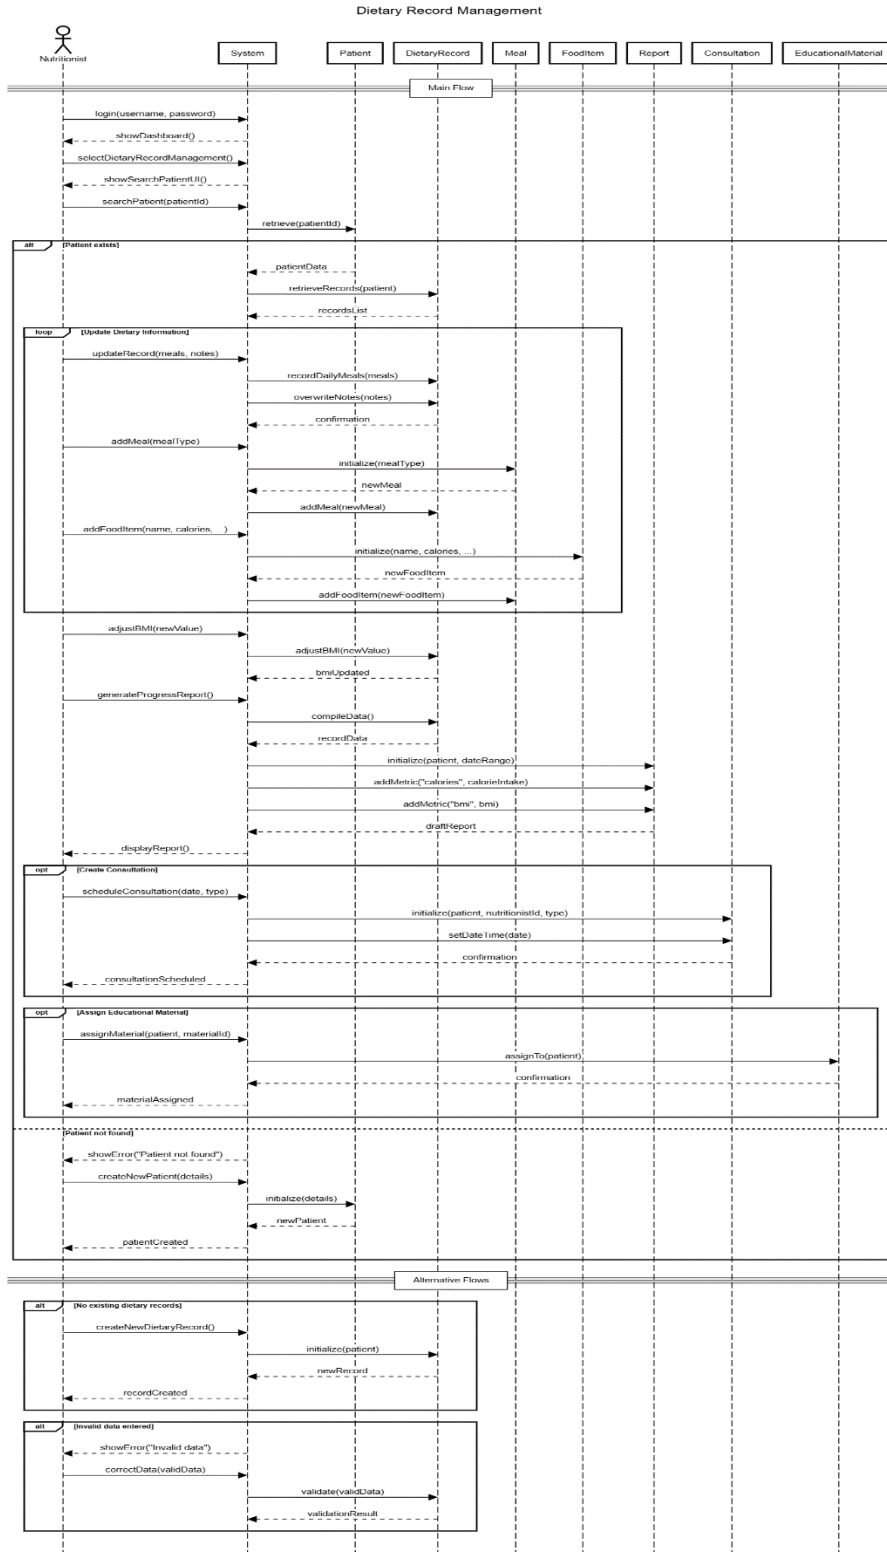 Dietary Record Management
Nutritionist
System
Patient
DietaryRecord
Meal
FoodItem
Report
Consultation
EducationalMaterial
Main Flow
login(username, password)
showDashboard()
selectDietaryRecordManagement()
showSearchPatientUI()
searchPatient(patientId)
retrieve(patientId)
alt
[Patient exists]
patientData
retrieveRecords(patient)
recordsList
loop
[Update Dietary Information]
updateRecord(meals, notes)
recordDailyMeals(meals)
overwriteNotes(notes)
confirmation
addMeal(mealType)
initialize(mealType)
newMeal
addMeal(newMeal)
addFoodItem(name, calories, ...)
initialize(name, calories, ...)
newFoodItem
addFoodItem(newFoodItem)
adjustBMI(newValue)
adjustBMI(newValue)
bmiUpdated
generateProgressReport()
compileData()
recordData
initialize(patient, dateRange)
addMetric("calories", calorieIntake)
addMetric("bmi", bmi)
draftReport
displayReport()
opt
[Create Consultation]
scheduleConsultation(date, type)
initialize(patient, nutritionistId, type)
setDateTime(date)
confirmation
consultationScheduled
opt
[Assign Educational Material]
assignMaterial(patient, materialId)
assignTo(patient)
confirmation
materialAssigned
[Patient not found]
showError("Patient not found")
createNewPatient(details)
initialize(details)
newPatient
patientCreated
Alternative Flows
alt
[No existing dietary records]
createNewDietaryRecord()
initialize(patient)
newRecord
recordCreated
alt
[Invalid data entered]
showError("Invalid data")
correctData(validData)
validate(validData)
validationResult